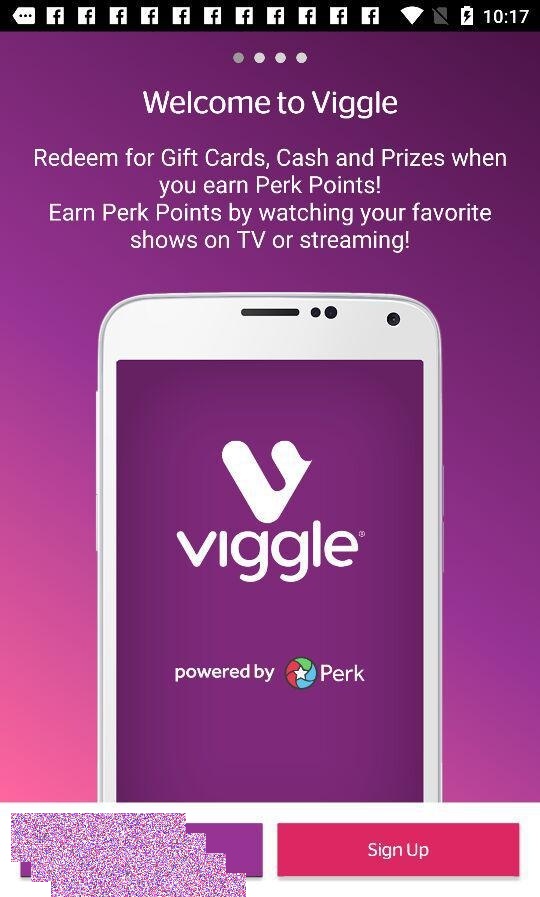 10:17
Welcome to Viggle
Redeem for Gift Cards, Cash and Prizes when
you earn Perk Points!
Earn Perk Points by watching your favorite
shows on TV or streaming!
viggle®
powered by Perk
Sign Up